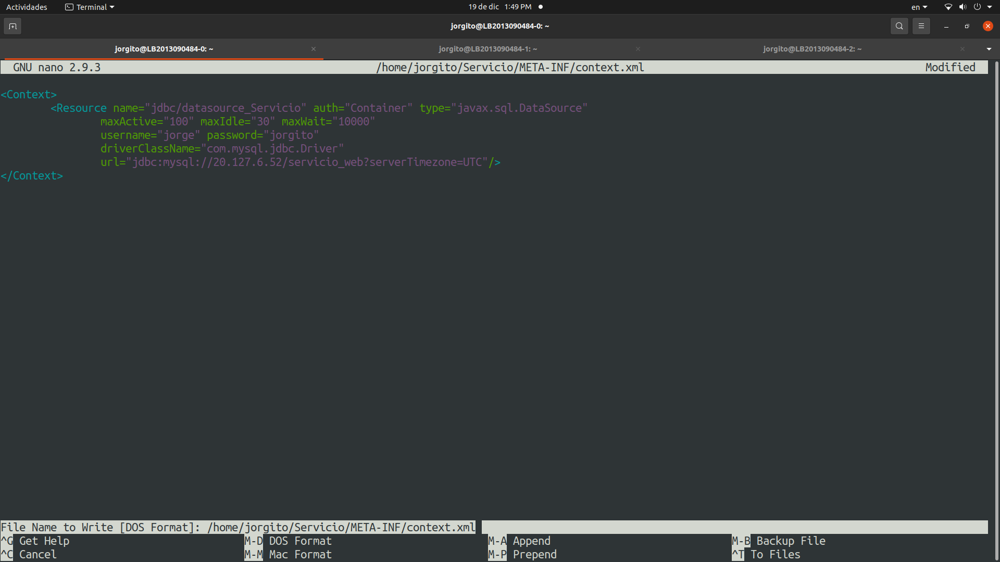 Actividades Terminal 19 de dic 1:49 PM en
jorgito@LB2013090484-0: ~
jorgito@LB2013090484-0: ~ jorgito@LB2013090484-1: ~ jorgito@LB2013090484-2: ~
GNU nano 2.9.3 /home/jorgito/Servicio/META-INF/context.xml Modified
<Context>
<Resource name="jdbc/datasource_Servicio" auth="Container" type="javax.sql.DataSource"
maxActive="100" maxIdle="30" maxWait="10000"
username="jorge" password="jorgito"
driverClassName="com.mysql.jdbc.Driver"
url="jdbc:mysql://20.127.6.52/servicio_web?serverTimezone=UTC"/>
</Context>
File Name to Write [DOS Format]: /home/jorgito/Servicio/META-INF/context.xml
^G Get Help M-D DOS Format M-A Append M-B Backup File
^C Cancel M-M Mac Format M-P Prepend ^T To Files